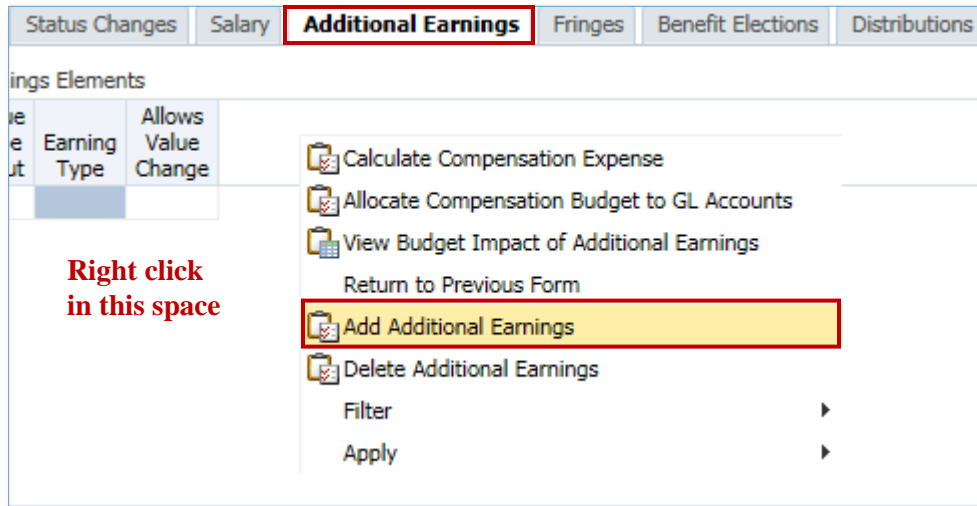 Status Changes Salary Additional Earnings Fringes Benefit Elections Distributions
ings Elements
Allows
Earning Value
Type Change
Calculate Compensation Expense
Allocate Compensation Budget to GL Accounts
View Budget Impact of Additional Earnings
Right click
in this space
Return to Previous Form
Add Additional Earnings
Delete Additional Earnings
Filter
Apply